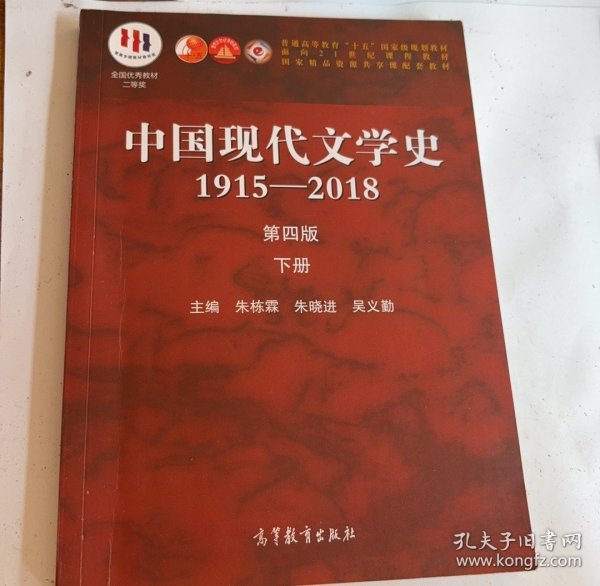 普通高等教育“十五”国家级规划教材
面向21世纪课程教材
国家精品资源共享课配套教材
全国优秀教材
二等奖
中国现代文学史
1915—2018
第四版
下册
主编 朱栋霖 朱晓进 吴义勤
高等教育出版社
孔夫子旧书网
www.kongfz.com